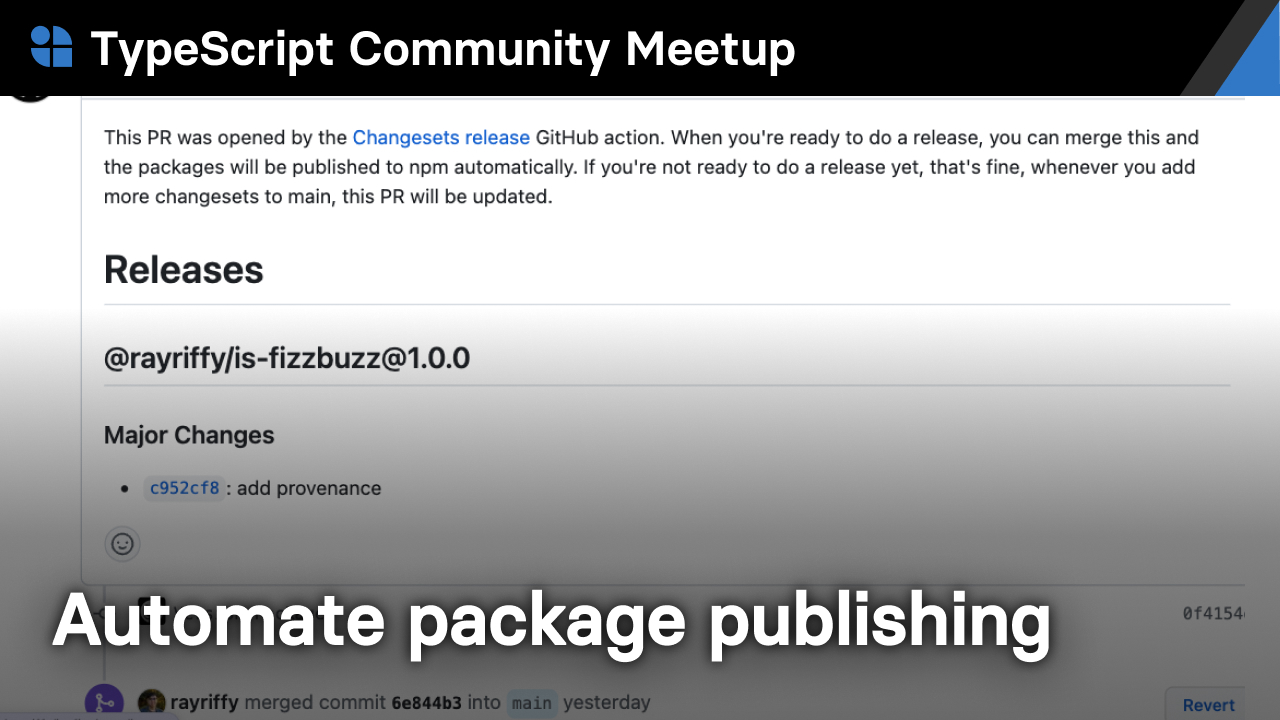 TypeScript Community Meetup
This PR was opened by the Changesets release GitHub action. When you're ready to do a release, you can merge this and
the packages will be published to npm automatically. If you're not ready to do a release yet, that's fine, whenever you add
more changesets to main, this PR will be updated.
Releases
@rayriffy/is-fizzbuzz@1.0.0
Major Changes
• c952cf8 : add provenance
Automate package publishing
rayriffy merged commit 6e844b3 into main yesterday
Revert